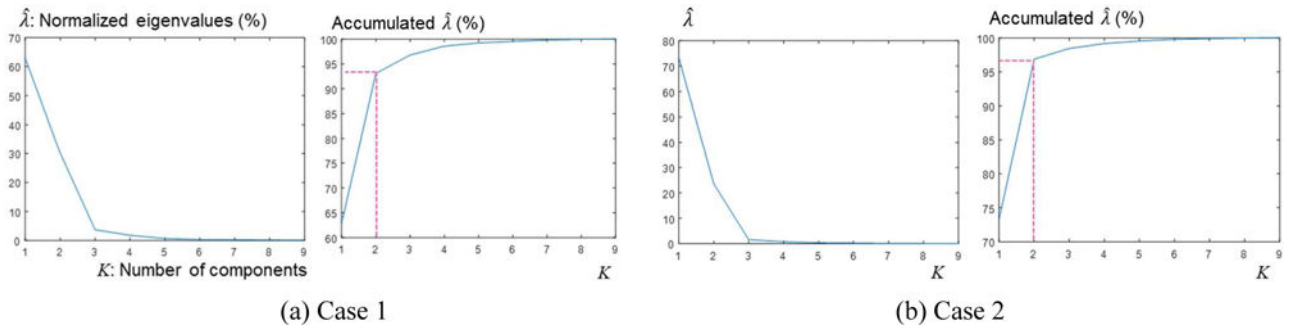 λ̂: Normalized eigenvalues (%)
70
60
50
40
30
20
10
0
1 2 3 4 5 6 7 8 9
K: Number of components
Accumulated λ̂ (%)
100
95
90
85
80
75
70
65
60
1 2 3 4 5 6 7 8 9
K
(a) Case 1
λ̂
80
70
60
50
40
30
20
10
0
1 2 3 4 5 6 7 8 9
K
Accumulated λ̂ (%)
100
95
90
85
80
75
70
1 2 3 4 5 6 7 8 9
K
(b) Case 2